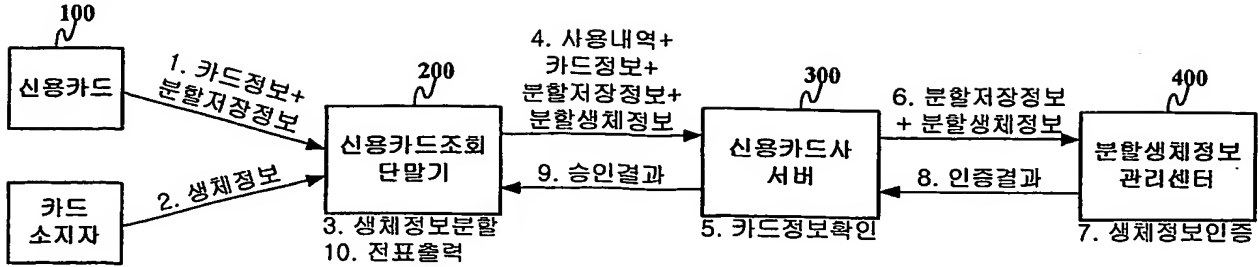 100
신용카드
1. 카드정보+
분할저장정보
카드
소지자
2. 생체정보
200
신용카드조회
단말기
3. 생체정보분할
10. 전표출력
4. 사용내역+
카드정보+
분할저장정보+
분할생체정보
9. 승인결과
300
신용카드사
서버
5. 카드정보확인
6. 분할저장정보
+ 분할생체정보
8. 인증결과
400
분할생체정보
관리센터
7. 생체정보인증